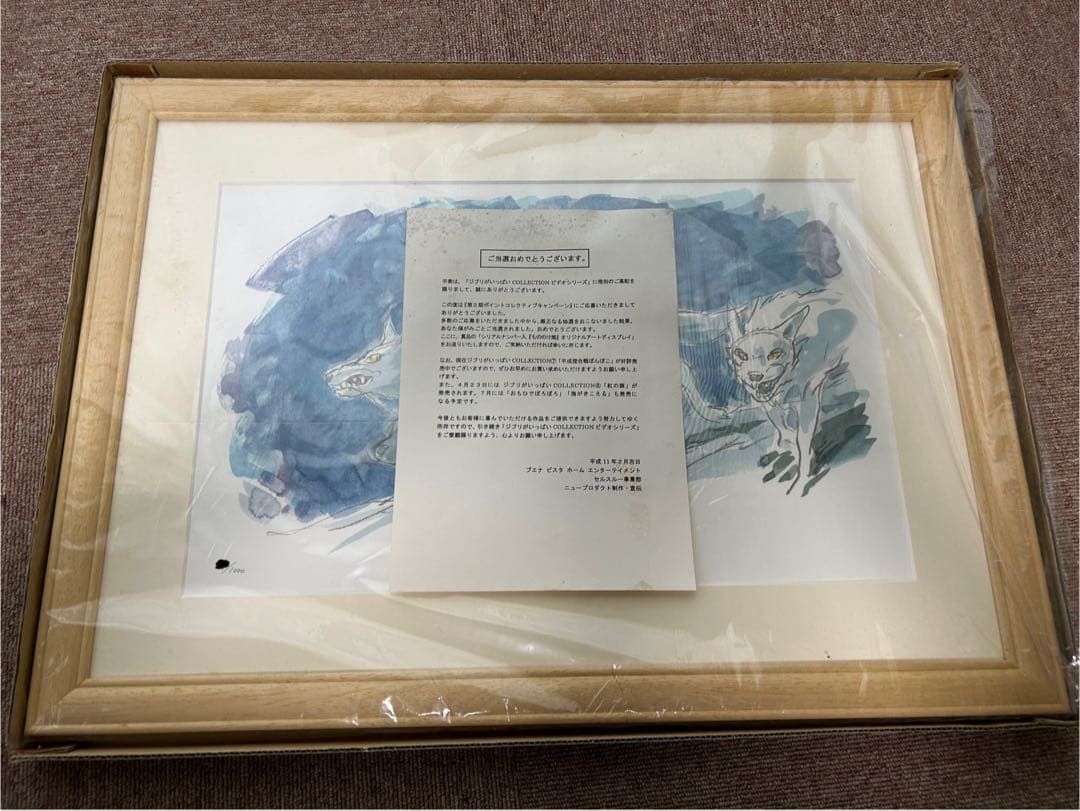 ご当選おめでとうございます。
平素は、「ジブリがいっぱいCOLLECTIONビデオシリーズ」に格別のご高配を
賜りまして、誠にありがとうございます。
この度は『第2期ポイントコレクティブキャンペーン』にご応募いただきまして
ありがとうございました。
多数のご応募をいただきました中から、厳正なる抽選をおこないました結果、
あなた様がみごとご当選されました。おめでとうございます。
ここに、賞品の「シリアルナンバー入『もののけ姫』オリジナルアートディスプレイ」
をお送りいたしますので、ご笑納いただければ幸いに存じます。
なお、現在ジブリがいっぱいCOLLECTION⑦「平成狸合戦ぽんぽこ」が好評発
売中でございますので、ぜひお早めにお買い求めいただけますようお願い申し上
げます。
また、4月23日には ジブリがいっぱいCOLLECTION⑧「紅の豚」が
発売されます。7月には「おもひでぽろぽろ」「海がきこえる」も発売に
なる予定です。
今後ともお客様に喜んでいただける作品をご提供できますよう努力してゆく
所存ですので、引き続き「ジブリがいっぱいCOLLECTIONビデオシリーズ」
をご愛顧賜りますよう、心よりお願い申し上げます。
平成11年2月吉日
ブエナ ビスタ ホーム エンターテイメント
セルスルー事業部
ニュープロダクト制作・宣伝
/1000